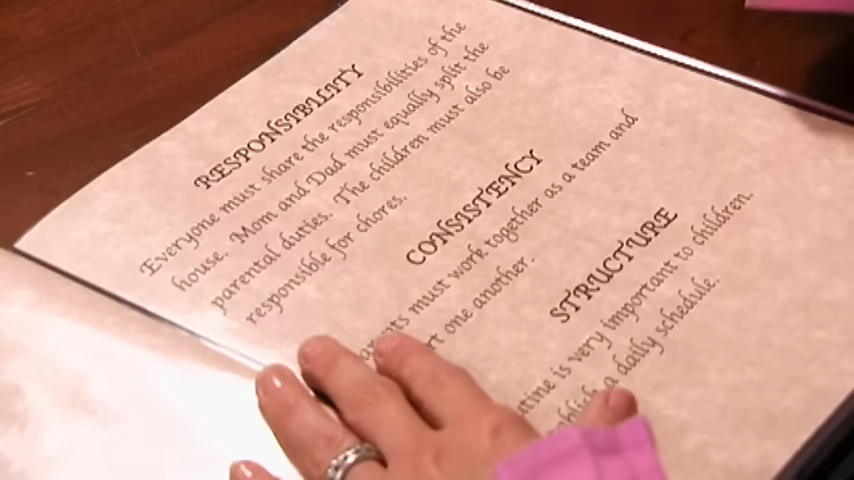 RESPONSIBILITY
Everyone must share the responsibilities of the
house. Mom and Dad must equally split the
parental duties. The children must also be
responsible for chores.
CONSISTENCY
must work together as a team and
one another.
STRUCTURE
is very important to children.
a daily schedule.